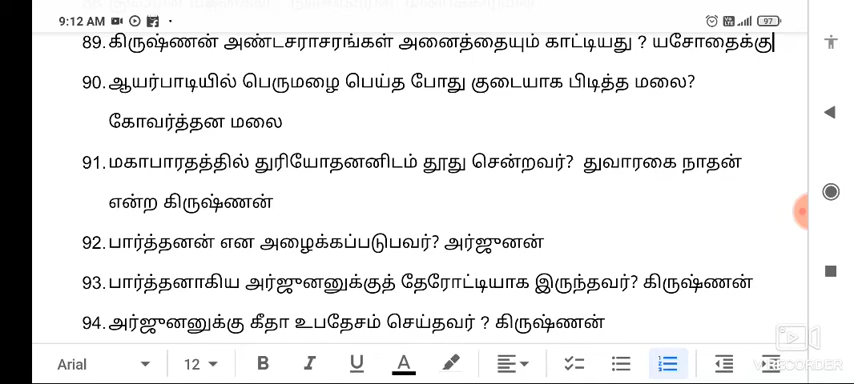 9:12 AM
97
89. கிருஷ்ணன் அண்டசராசரங்கள் அனைத்தையும் காட்டியது ? யசோதைக்கு
90. ஆயர்பாடியில் பெருமழை பெய்த போது குடையாக பிடித்த மலை?
கோவர்த்தன மலை
91. மகாபாரதத்தில் துரியோதனனிடம் தூது சென்றவர்? துவாரகை நாதன்
என்ற கிருஷ்ணன்
92. பார்த்தனன் என அழைக்கப்படுபவர்? அர்ஜுனன்
93. பார்த்தனாகிய அர்ஜுனனுக்குத் தேரோட்டியாக இருந்தவர்? கிருஷ்ணன்
94. அர்ஜுனனுக்கு கீதா உபதேசம் செய்தவர் ? கிருஷ்ணன்
Arial 12 B I U A